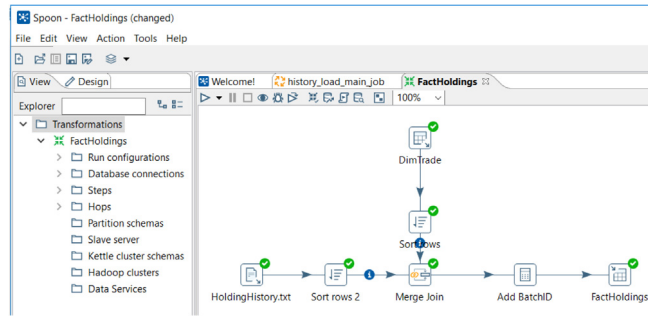 Spoon - FactHoldings (changed)
File Edit View Action Tools Help
View Design
Welcome! history_load_main_job FactHoldings
Explorer
100%
Transformations
FactHoldings
Run configurations
Database connections
Steps
Hops
Partition schemas
Slave server
Kettle cluster schemas
Hadoop clusters
Data Services
DimTrade
Sort rows
HoldingHistory.txt Sort rows 2 Merge Join Add BatchID FactHoldings